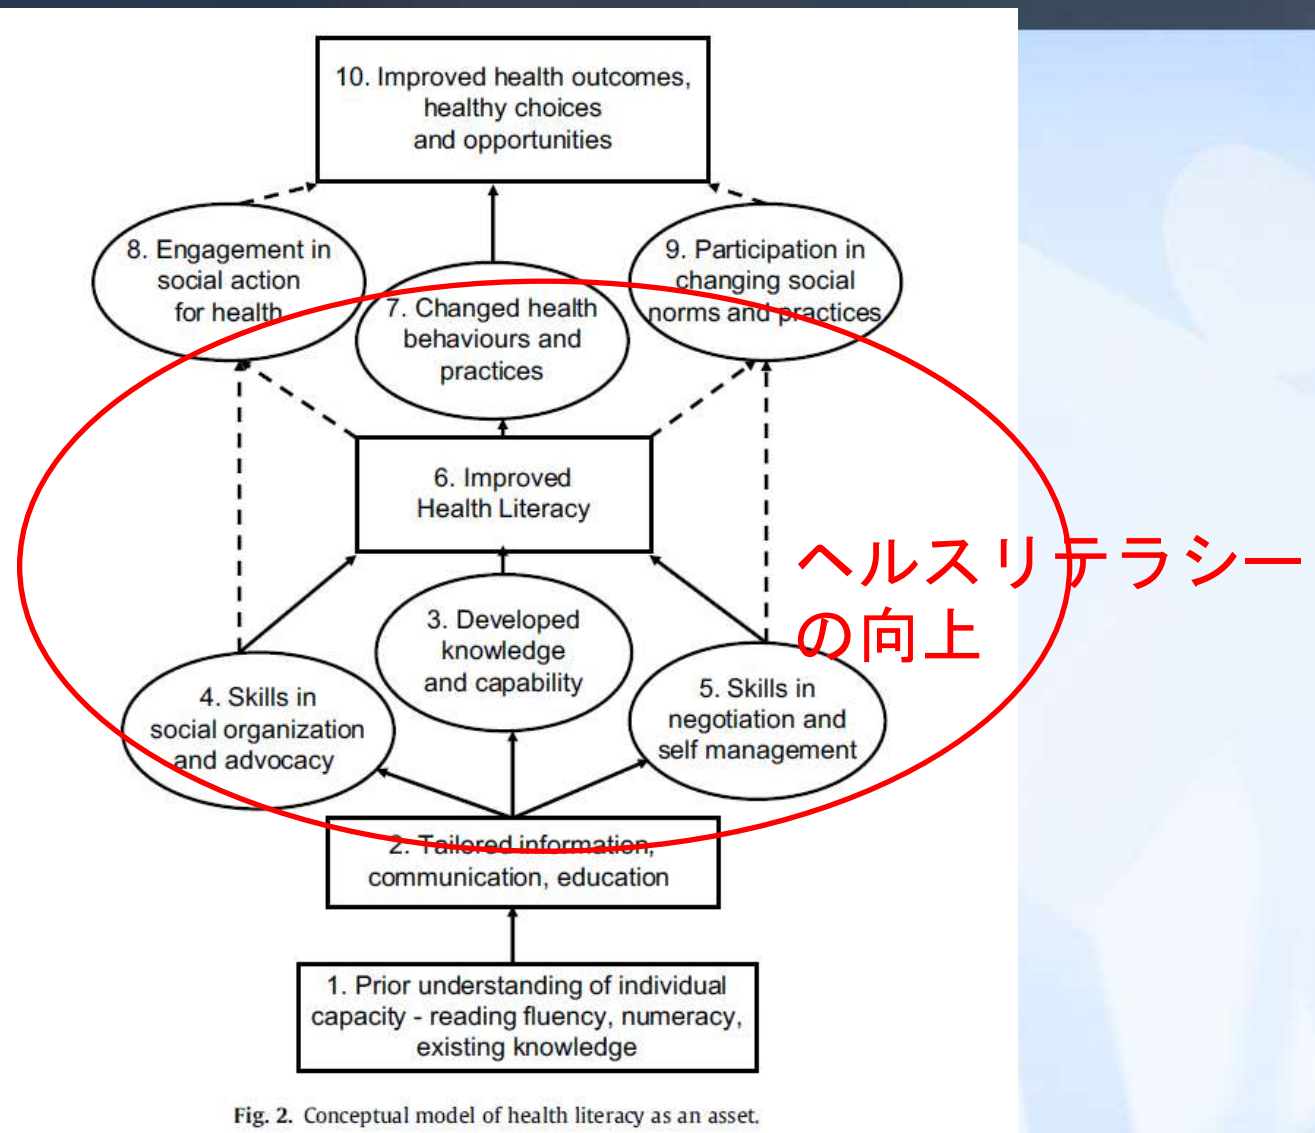 10. Improved health outcomes,
healthy choices
and opportunities
8. Engagement in
social action
for health
7. Changed health
behaviours and
practices
9. Participation in
changing social
norms and practices
6. Improved
Health Literacy
ヘルスリテラシー
の向上
4. Skills in
social organization
and advocacy
3. Developed
knowledge
and capability
5. Skills in
negotiation and
self management
2. Tailored information,
communication, education
1. Prior understanding of individual
capacity - reading fluency, numeracy,
existing knowledge
Fig. 2. Conceptual model of health literacy as an asset.